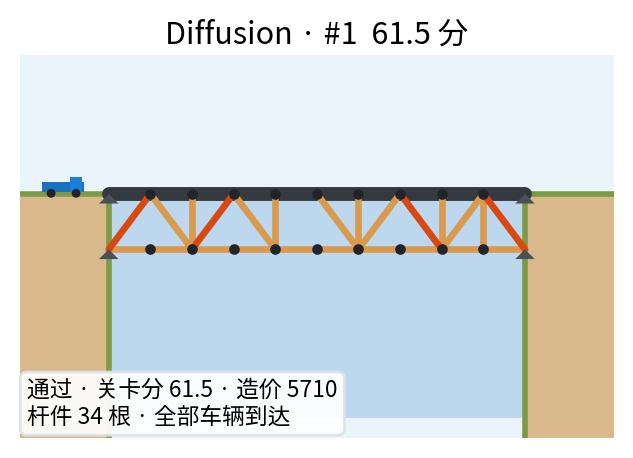 Diffusion · #1 61.5 分
通过 · 关卡分 61.5 · 造价 5710
杆件 34 根 · 全部车辆到达